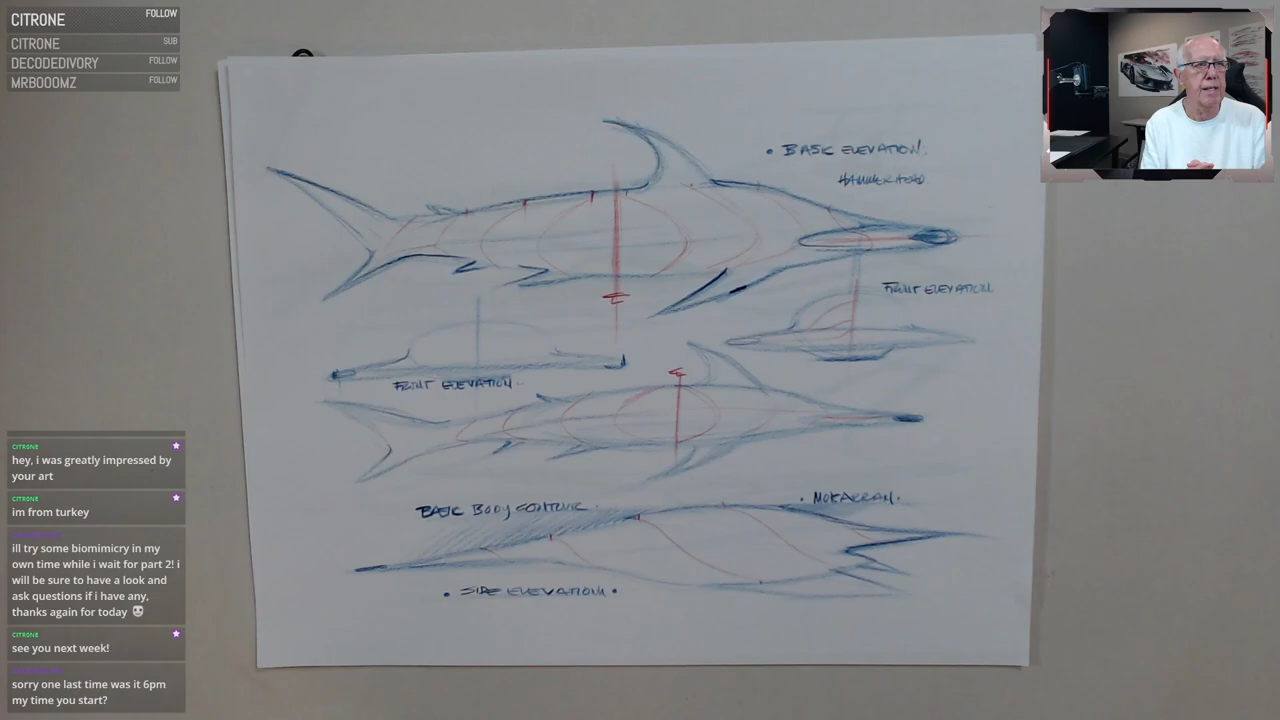 CITRONE FOLLOW
CITRONE SUB
DECODEDIVORY FOLLOW
MRBOOOMZ FOLLOW
• BASIC ELEVATION.
HAMMERHEAD
FRONT ELEVATION
FRONT ELEVATION.
BASIC BODY CONTOUR.
• MOKARRAN.
• SIDE ELEVATION •
CITRONE
hey, i was greatly impressed by
your art
CITRONE
im from turkey
ill try some biomimicry in my
own time while i wait for part 2! i
will be sure to have a look and
ask questions if i have any,
thanks again for today
CITRONE
see you next week!
sorry one last time was it 6pm
my time you start?